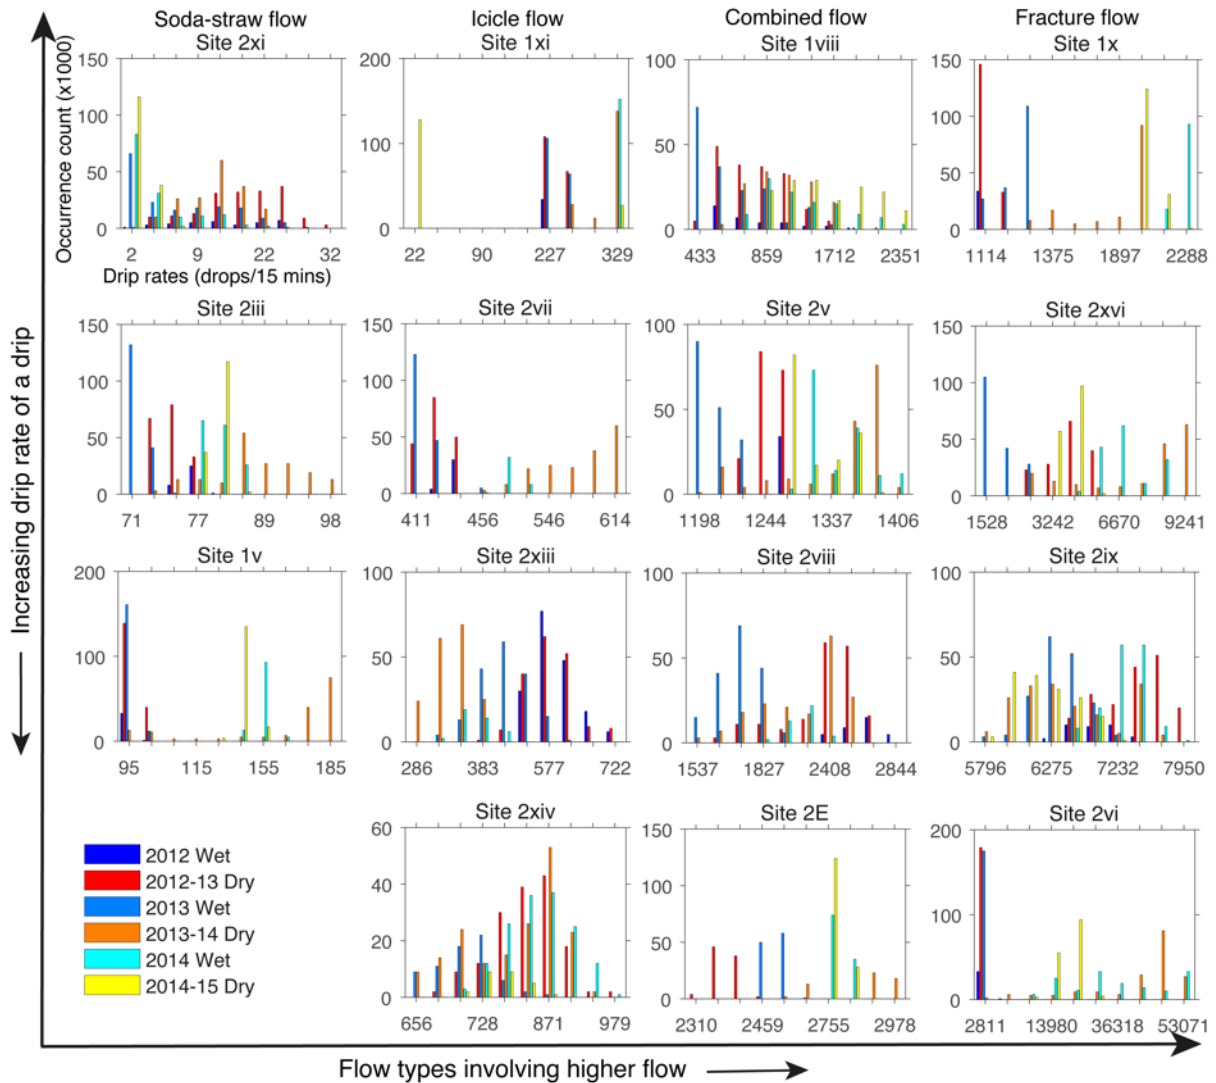 Soda-straw flow Icicle flow Combined flow Fracture flow
Site 2xi Site 1xi Site 1viii Site 1x
Occurrence count (x1000)
150
100
50
0
2 9 22 32
Drip rates (drops/15 mins)
200
100
0
22 90 227 329
100
50
0
433 859 1712 2351
150
100
50
0
1114 1375 1897 2288
Increasing drip rate of a drip
Site 2iii Site 2vii Site 2v Site 2xvi
150
100
50
0
71 77 89 98
150
100
50
0
411 456 546 614
100
50
0
1198 1244 1337 1406
150
100
50
0
1528 3242 6670 9241
Site 1v Site 2xiii Site 2viii Site 2ix
200
100
0
95 115 155 185
100
50
0
286 383 577 722
100
50
0
1537 1827 2408 2844
100
50
0
5796 6275 7232 7950
Site 2xiv Site 2E Site 2vi
2012 Wet
2012-13 Dry
2013 Wet
2013-14 Dry
2014 Wet
2014-15 Dry
60
40
20
0
656 728 871 979
150
100
50
0
2310 2459 2755 2978
200
100
0
2811 13980 36318 53071
Flow types involving higher flow